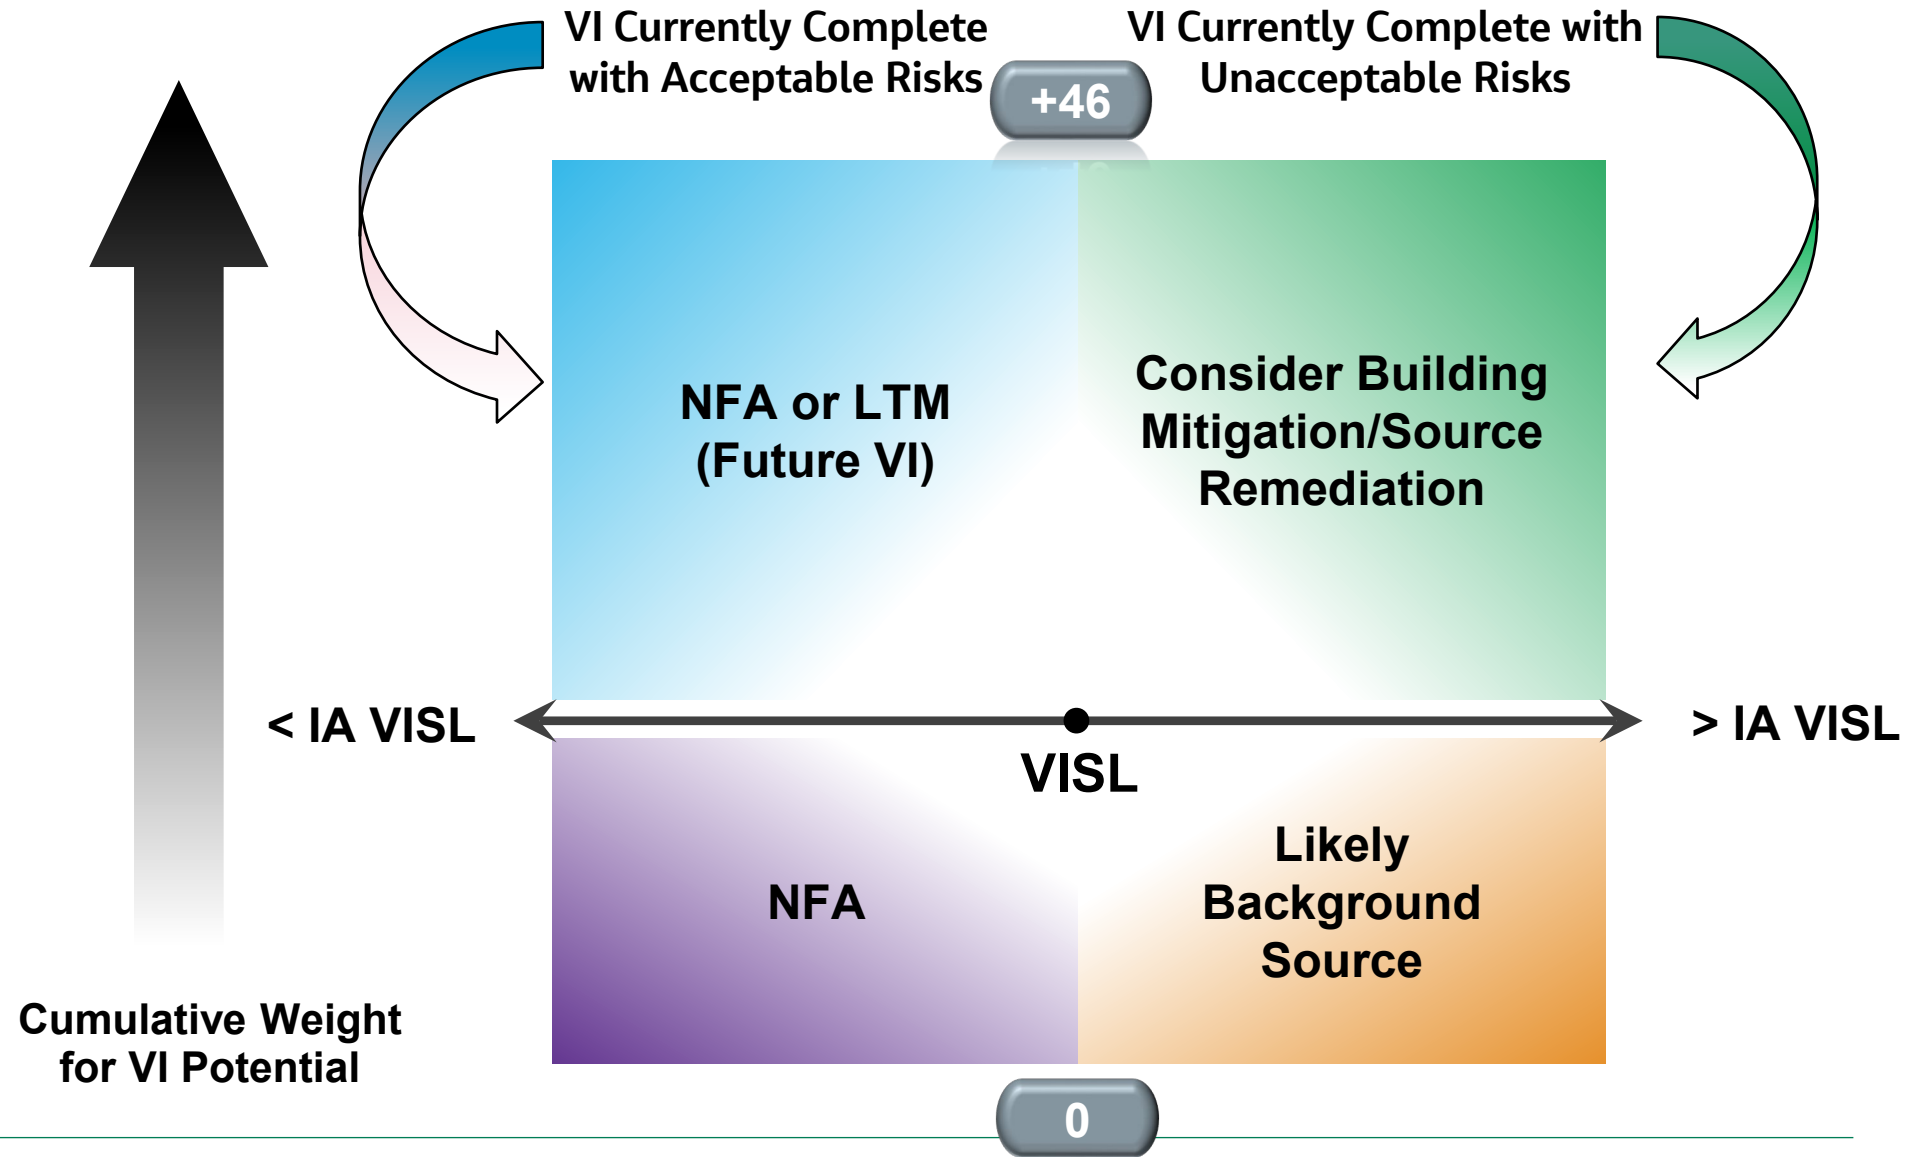 VI Currently Complete
with Acceptable Risks
VI Currently Complete with
Unacceptable Risks
+46
NFA or LTM
(Future VI)
Consider Building
Mitigation/Source
Remediation
< IA VISL
> IA VISL
VISL
NFA
Likely
Background
Source
Cumulative Weight
for VI Potential
0